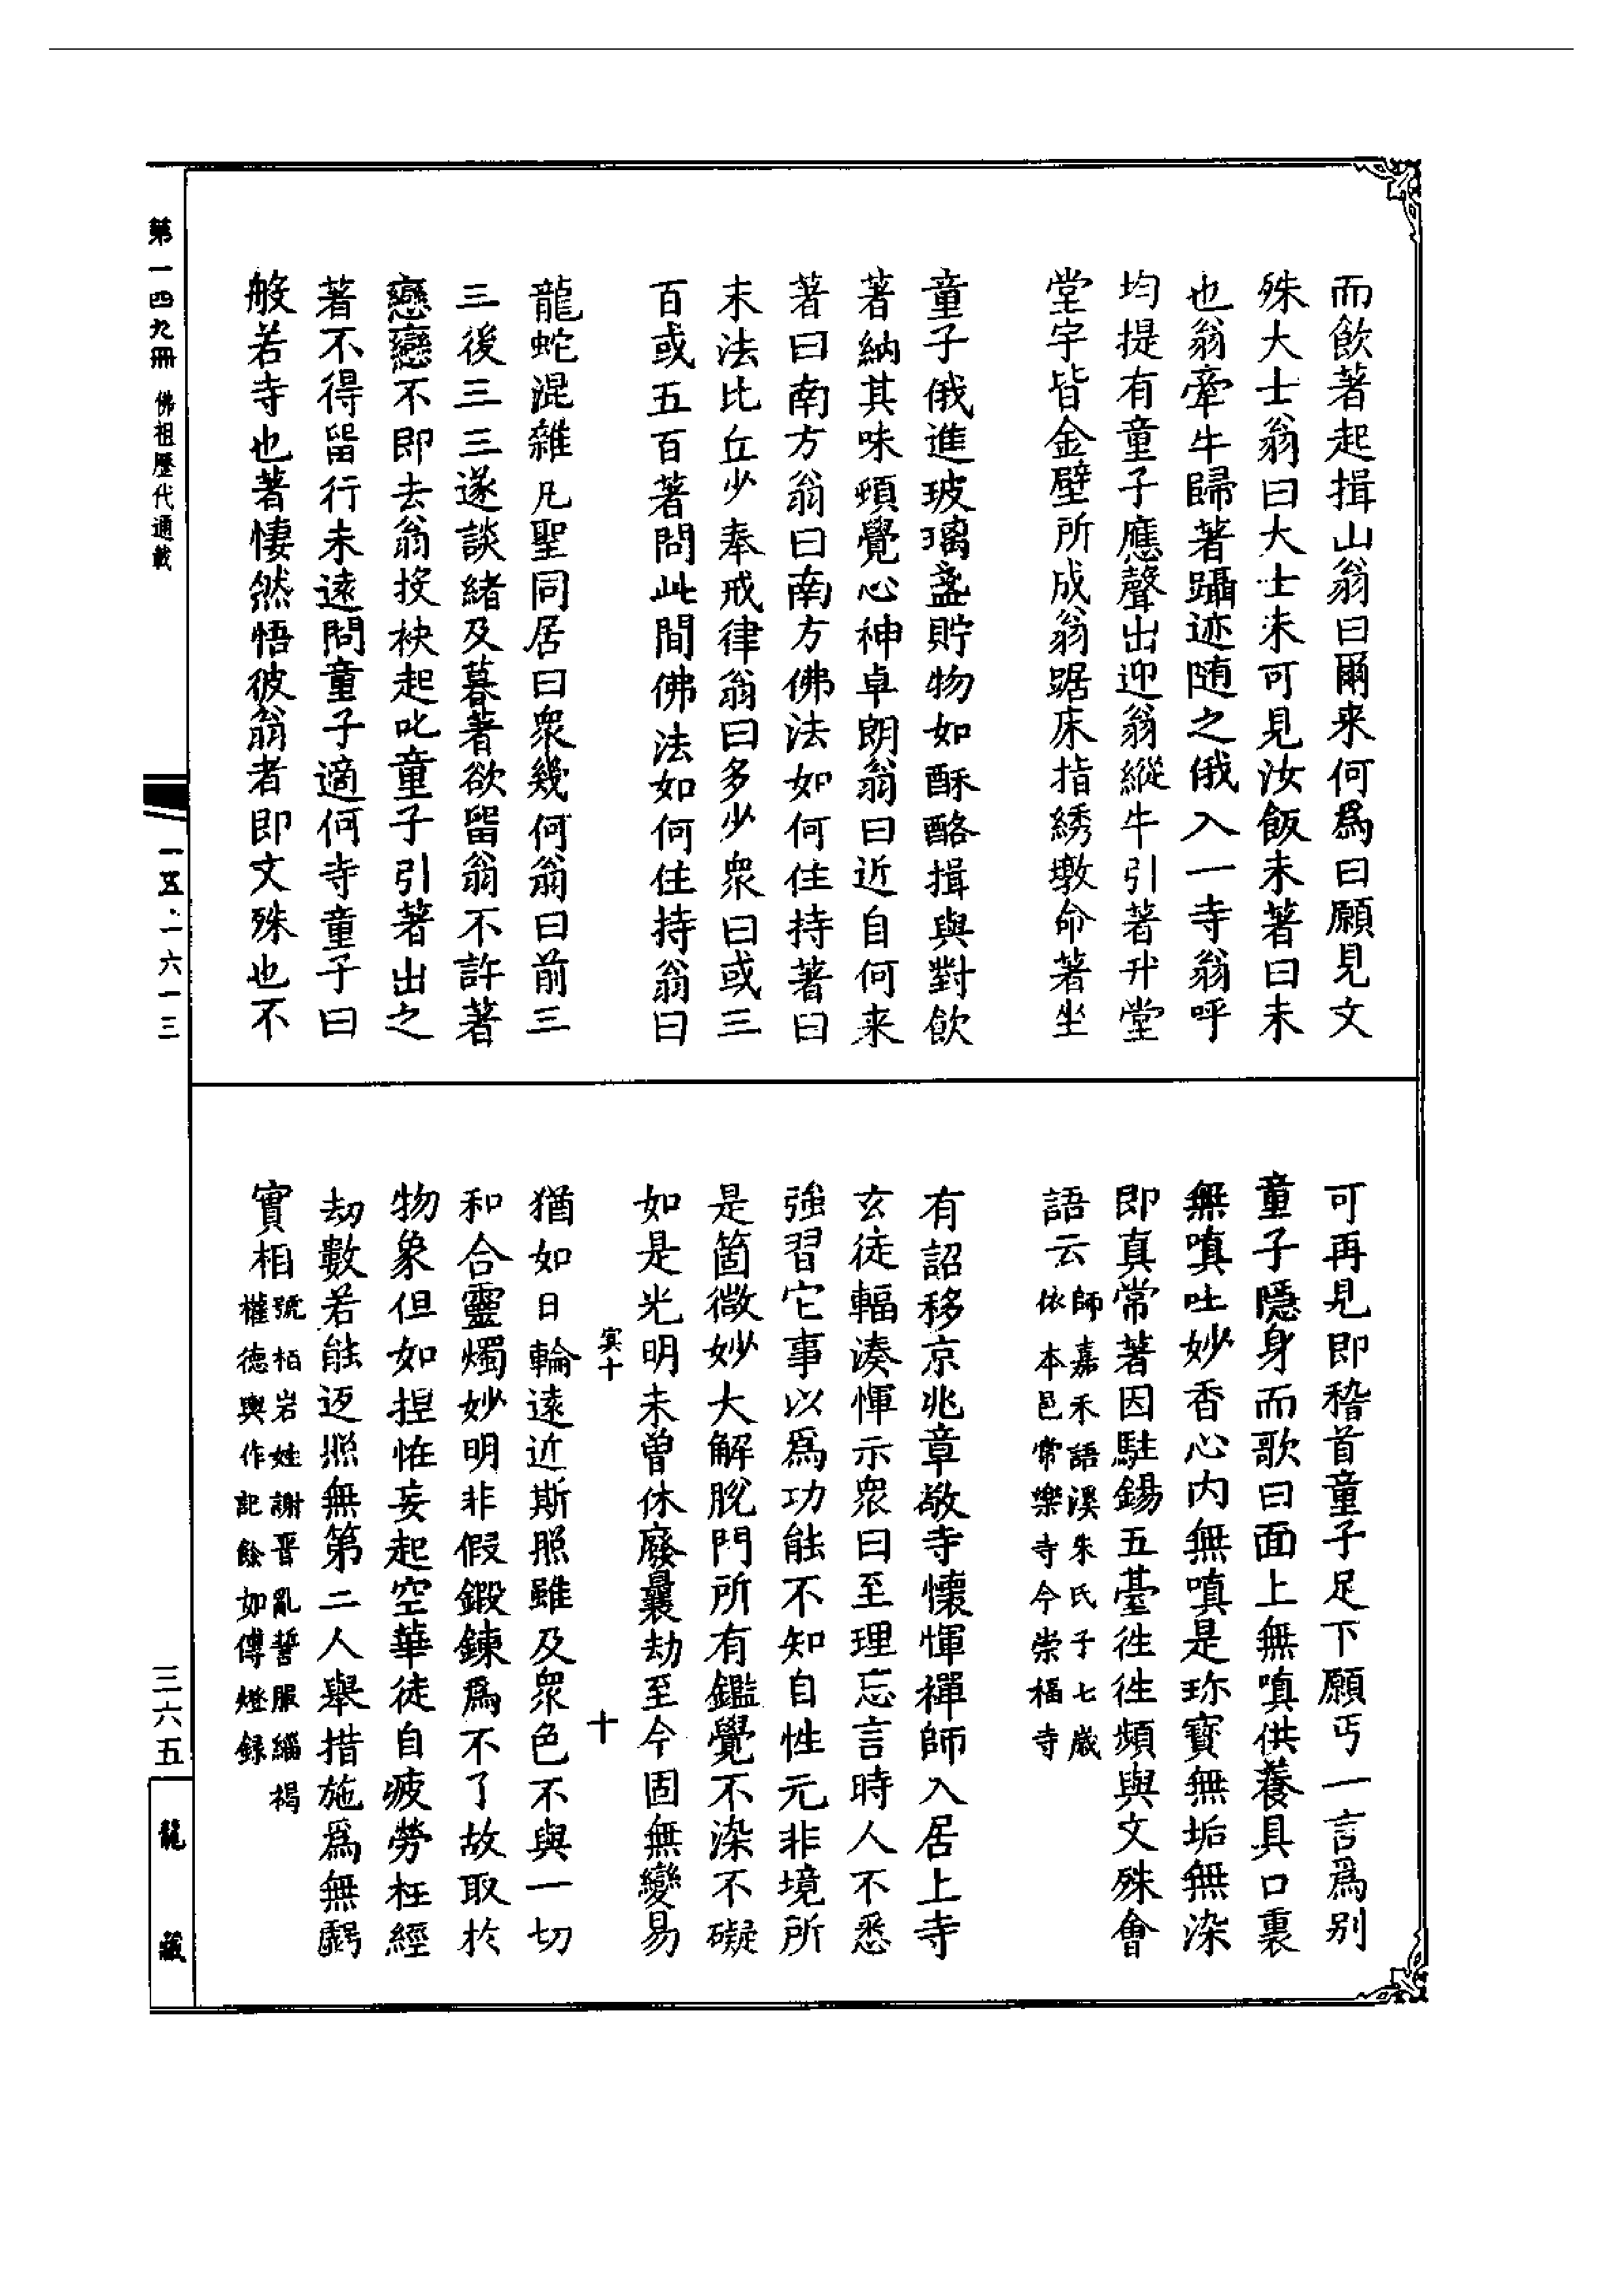 而飲著起揖山翁曰爾来何爲曰願見文
殊大士翁曰大士未可見汝飯未著曰未
也翁牽牛歸著躡迹随之俄入一寺翁呼
均提有童子應聲出迎翁縱牛引著升堂
堂宇皆金壁所成翁踞床指綉墩命著坐
童子俄進玻璃盞貯物如酥酪揖與對飲
著納其味頓覺心神卓朗翁曰近自何来
著曰南方翁曰南方佛法如何住持著曰
末法比丘少奉戒律翁曰多少衆曰或三
百或五百著問此間佛法如何住持翁曰
龍蛇混雜凡聖同居曰衆幾何翁曰前三
三後三三遂談緒及暮著欲留翁不許著
戀戀不即去翁投袂起叱童子引著出之
著不得留行未遠問童子適何寺童子曰
般若寺也著悽然悟彼翁者即文殊也不
可再見即稽首童子足下願丐一言爲别
童子隱身而歌曰面上無嗔供養具口裏
無嗔吐妙香心内無嗔是珎寳無垢無染
即真常著因駐錫五臺徃徃頻與文殊會
語云師嘉禾語溪朱氏子七歲
依本邑常樂寺今崇福寺
有詔移京兆章敬寺懷惲禪師入居上寺
玄徒輻湊惲示衆曰至理忘言時人不悉
強習它事以爲功能不知自性元非境所
是箇微妙大解脫門所有鑑覺不染不礙
如是光明未曾休廢曩劫至今固無變易
㝠十
十
猶如日輪遠近斯照雖及衆色不與一切
和合靈燭妙明非假鍛鍊爲不了故取於
物象但如捏恠妄起空華徒自疲勞枉經
劫數若能返照無第二人舉措施爲無虧
實相號栢岩姓謝晋亂誓服緇褐
權德輿作記餘如傅燈録
第一四九冊
佛祖歷代通載
一五五·一六一三
三六五
龍藏